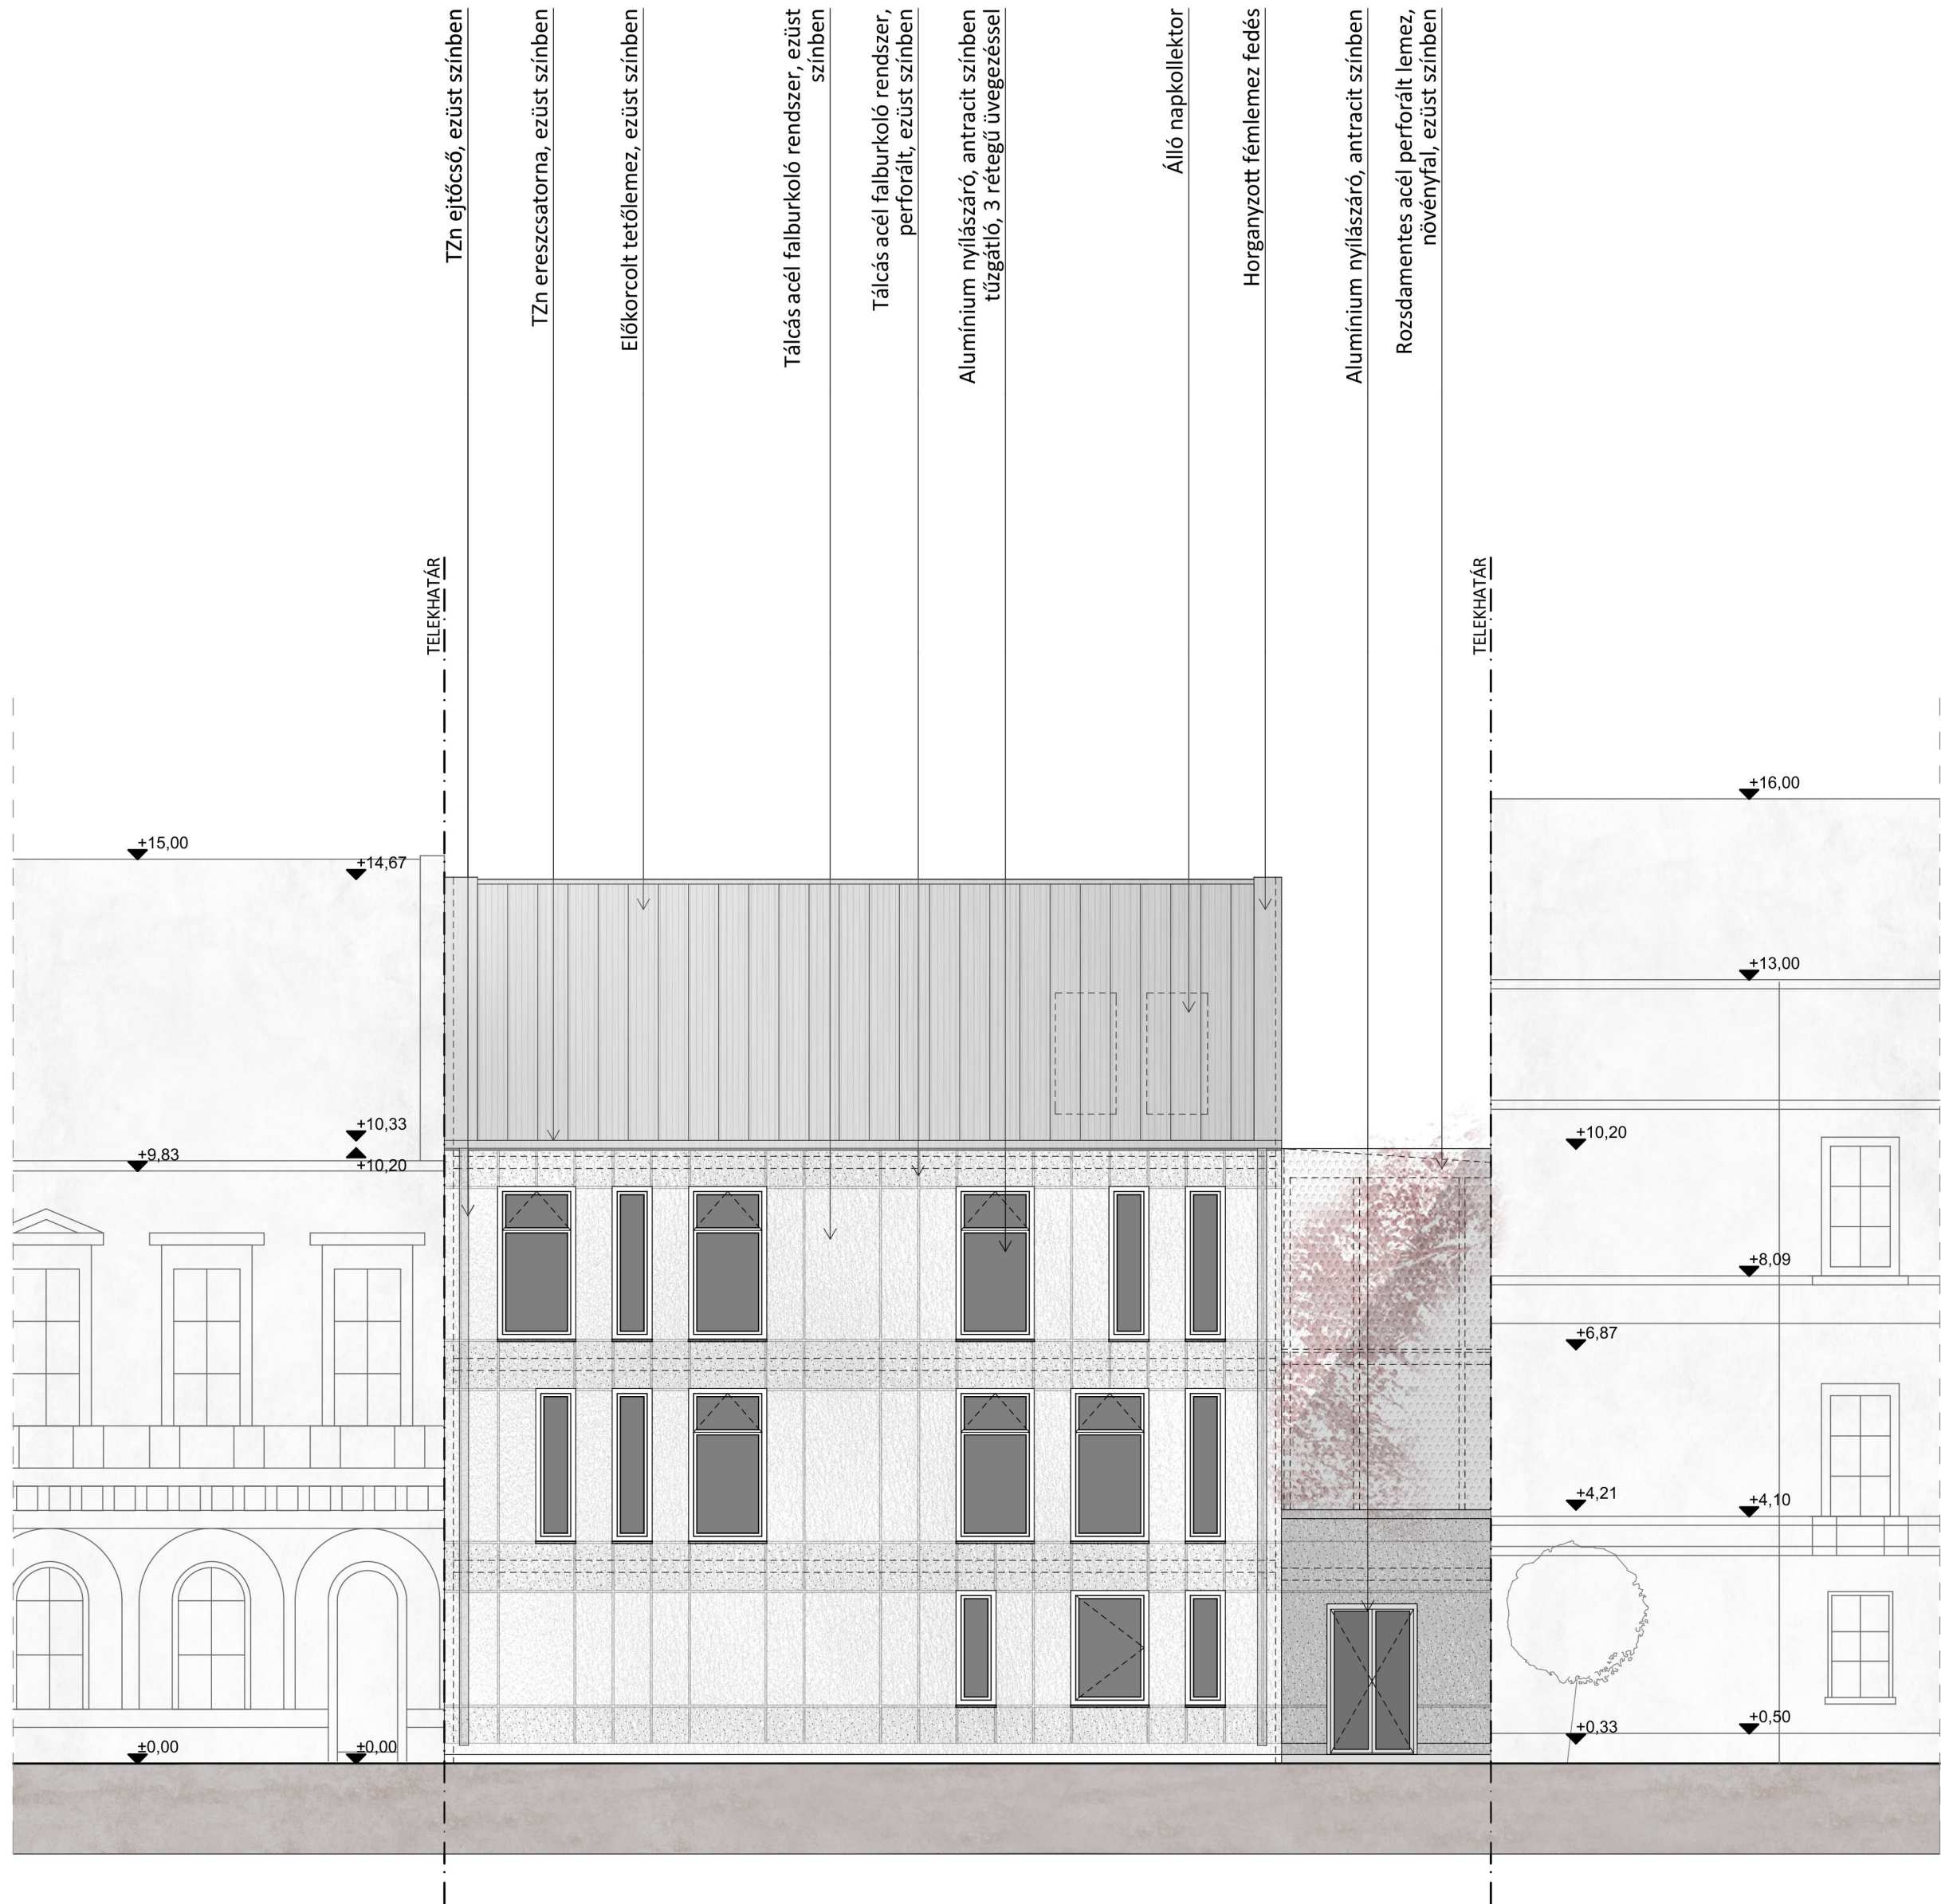 TZn ejtőcső, ezüst színben
TZn ereszcsatorna, ezüst színben
Előkorcolt tetőlemez, ezüst színben
Tálcás acél falburkoló rendszer, ezüst
színben
Tálcás acél falburkoló rendszer,
perforált, ezüst színben
Alumínium nyílászáró, antracit színben
tűzgátló, 3 rétegű üvegezéssel
Álló napkollektor
Horganyzott fémlemez fedés
Alumínium nyílászáró, antracit színben
Rozsdamentes acél perforált lemez,
növényfal, ezüst színben
TELEKHATÁR
TELEKHATÁR
+16,00
+15,00
+14,67
+13,00
+10,33
+10,20
+9,83
+10,20
+8,09
+6,87
+4,21
+4,10
+0,50
+0,33
±0,00
±0,00